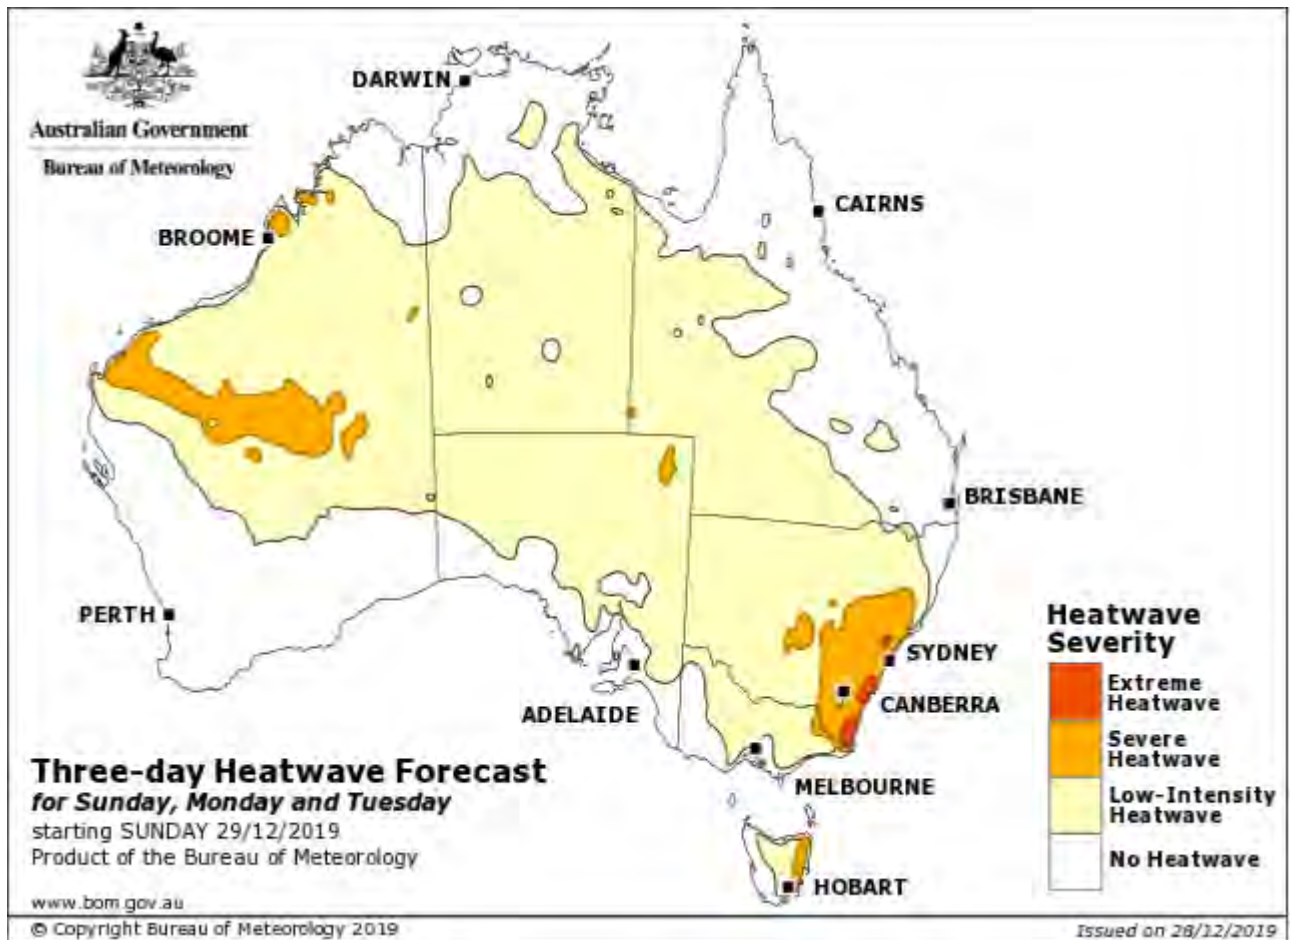 Australian Government
Bureau of Meteorology
DARWIN
CAIRNS
BROOME
BRISBANE
PERTH
SYDNEY
CANBERRA
ADELAIDE
MELBOURNE
HOBART
Heatwave
Severity
Extreme
Heatwave
Severe
Heatwave
Low-Intensity
Heatwave
No Heatwave
Three-day Heatwave Forecast
for Sunday, Monday and Tuesday
starting SUNDAY 29/12/2019
Product of the Bureau of Meteorology
www.bom.gov.au
© Copyright Bureau of Meteorology 2019
Issued on 28/12/2019